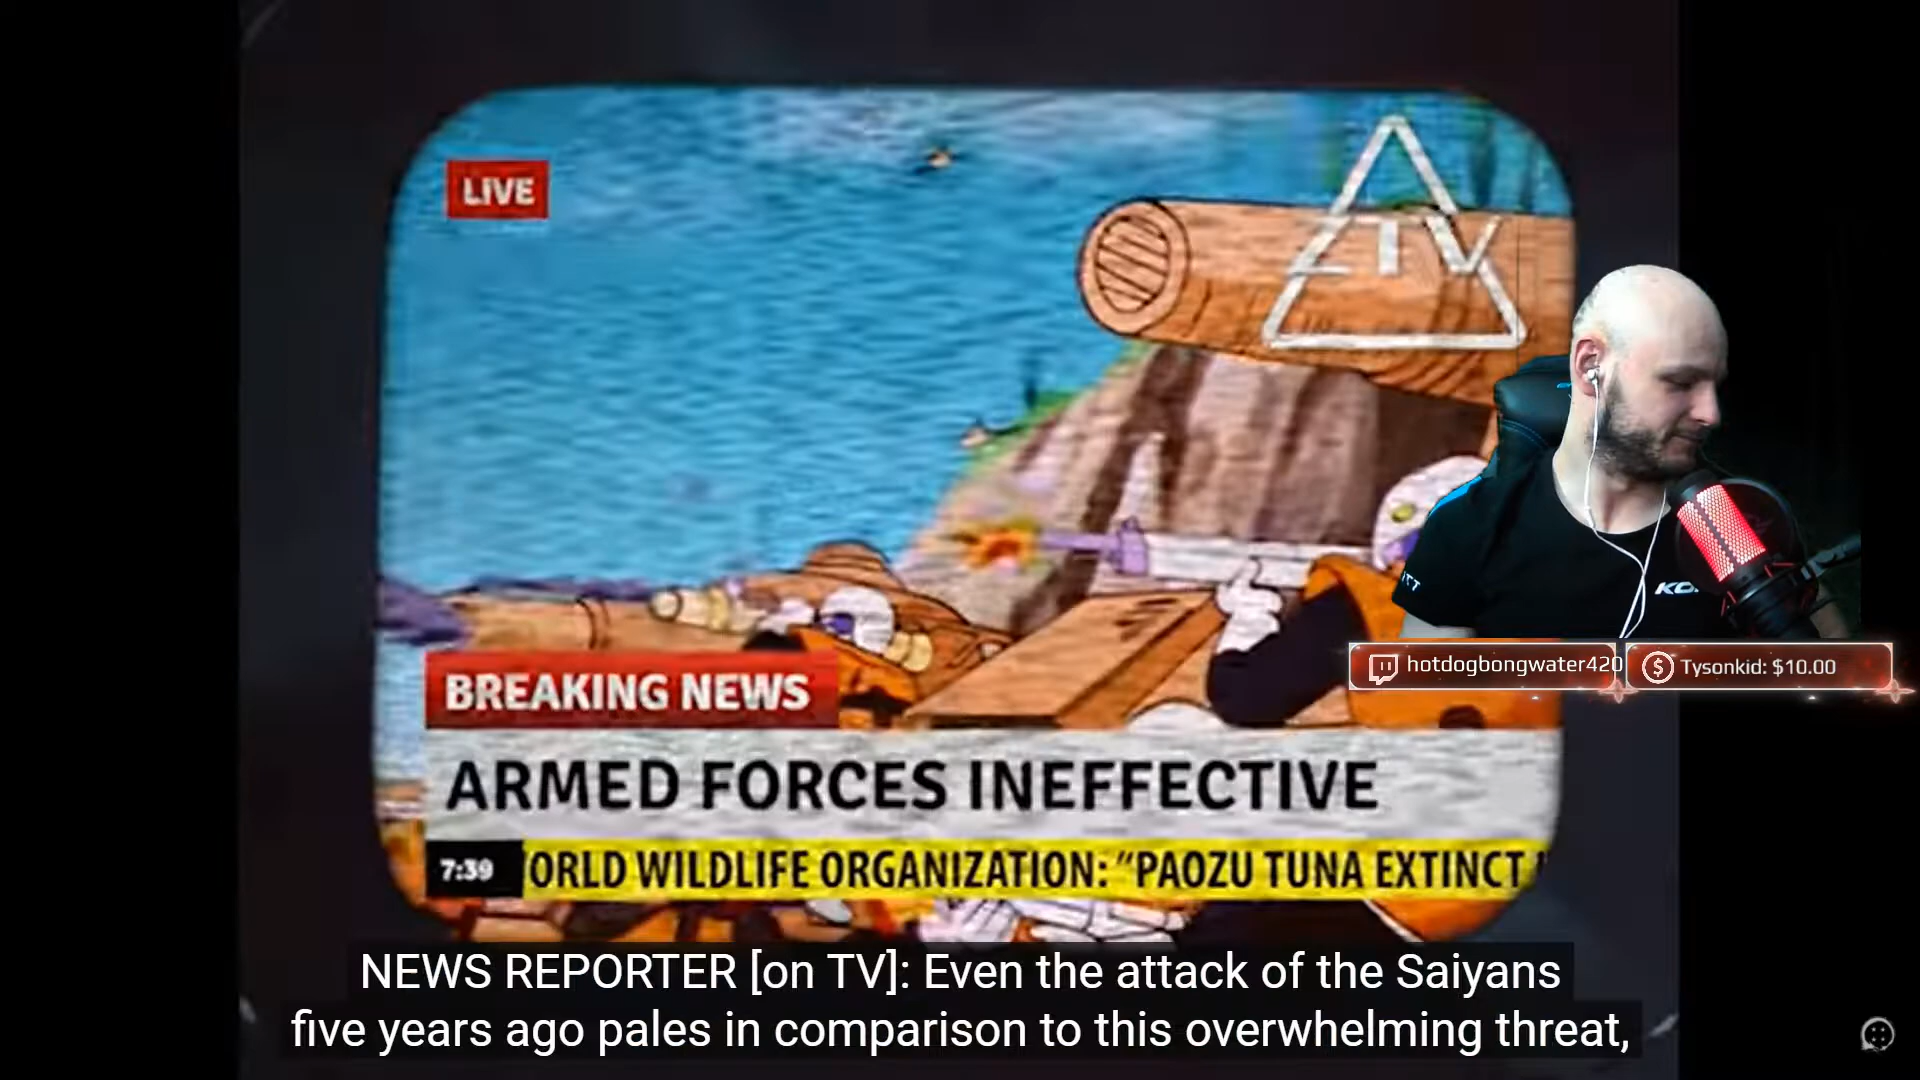 LIVE
ZTV
hotdogbongwater420
Tysonkid: $10.00
BREAKING NEWS
ARMED FORCES INEFFECTIVE
7:39
ORLD WILDLIFE ORGANIZATION: “PAOZU TUNA EXTINCT
NEWS REPORTER [on TV]: Even the attack of the Saiyans
five years ago pales in comparison to this overwhelming threat,